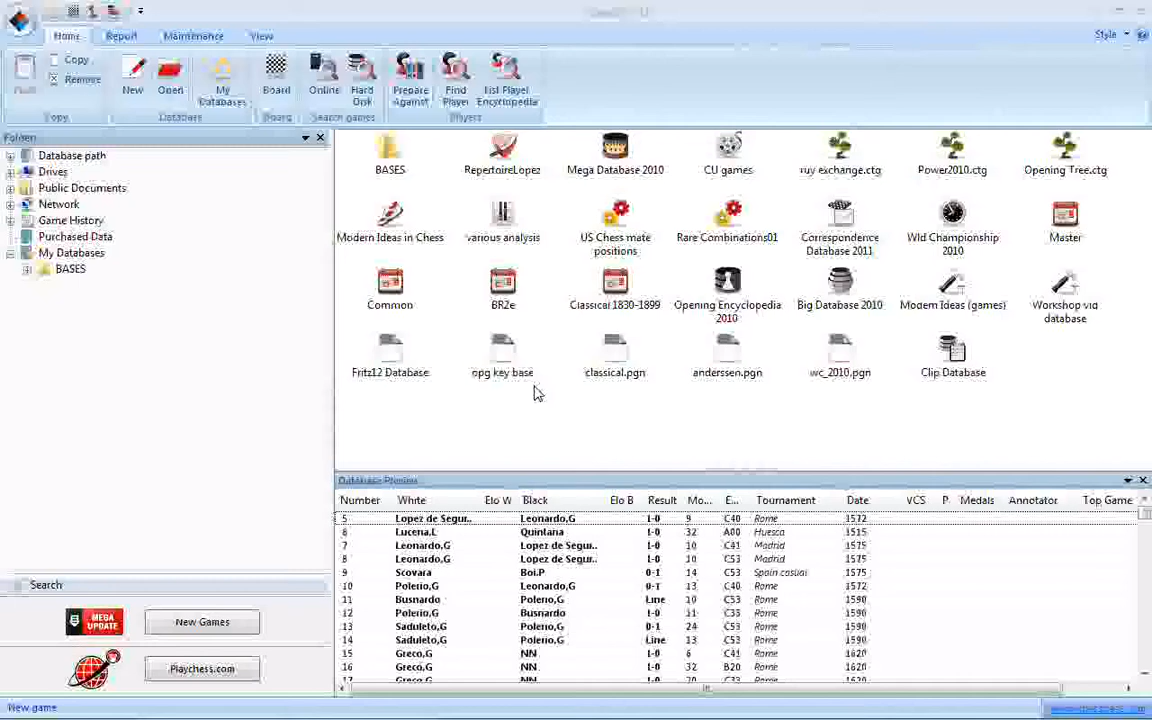 Home Report Maintenance View Style
Copy
Remove
New Open My Databases Board Online Hard Disk Prepare Against Find Player List Player Encyclopedia
Copy Database Board Search games Players
Folders
Database path
Drives
Public Documents
Network
Game History
Purchased Data
My Databases
BASES
BASES RepertoireLopez Mega Database 2010 CU games ruy exchange.ctg Power2010.ctg Opening Tree.ctg
Modern Ideas in Chess various analysis US Chess mate positions Rare Combinations01 Correspondence Database 2011 Wld Championship 2010 Master
Common BR2e Classical 1830-1899 Opening Encyclopedia 2010 Big Database 2010 Modern Ideas (games) Workshop via database
Fritz12 Database opg key base classical.pgn anderssen.pgn wc_2010.pgn Clip Database
Database Preview
Number White Elo W Black Elo B Result Mo... E... Tournament Date VCS P Medals Annotator Top Game
5 Lopez de Segur.. Leonardo,G 1-0 9 C40 Rome 1572
6 Lucena,L Quintana 1-0 32 A00 Huesca 1515
7 Leonardo,G Lopez de Segur.. 1-0 10 C41 Madrid 1575
8 Leonardo,G Lopez de Segur.. 1-0 10 C53 Madrid 1575
9 Scovara Boi,P 0-1 14 C53 Spain casual 1575
10 Polerio,G Leonardo,G 0-1 13 C40 Rome 1575
11 Busnardo Polerio,G Line 10 C33 Rome 1590
12 Polerio,G Busnardo 1-0 11 C33 Rome 1590
13 Saduleto,G Polerio,G 0-1 24 C53 Rome 1590
14 Saduleto,G Polerio,G Line 13 C53 Rome 1590
15 Greco,G NN 1-0 6 C41 Rome 1620
16 Greco,G NN 1-0 32 B20 Rome 1620
17 Greco,G NN 1-0 20 Rome 1620
Search
MEGA UPDATE New Games
Playchess.com
New game